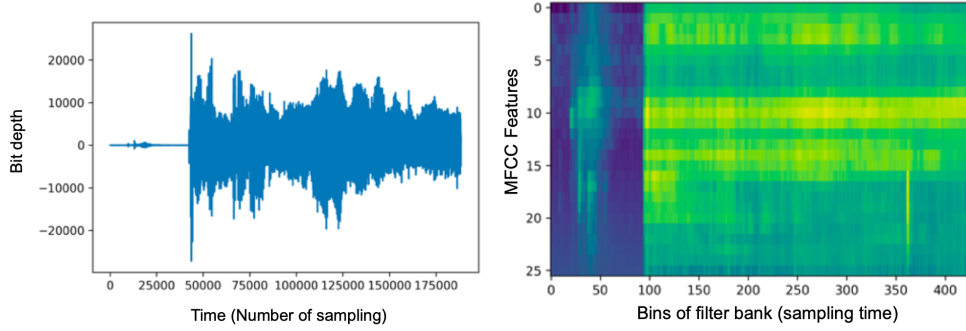 20000
10000
0
−10000
−20000
Bit depth
0 25000 50000 75000 100000 125000 150000 175000
Time (Number of sampling)
0
5
10
15
20
25
MFCC Features
0 50 100 150 200 250 300 350 400
Bins of filter bank (sampling time)